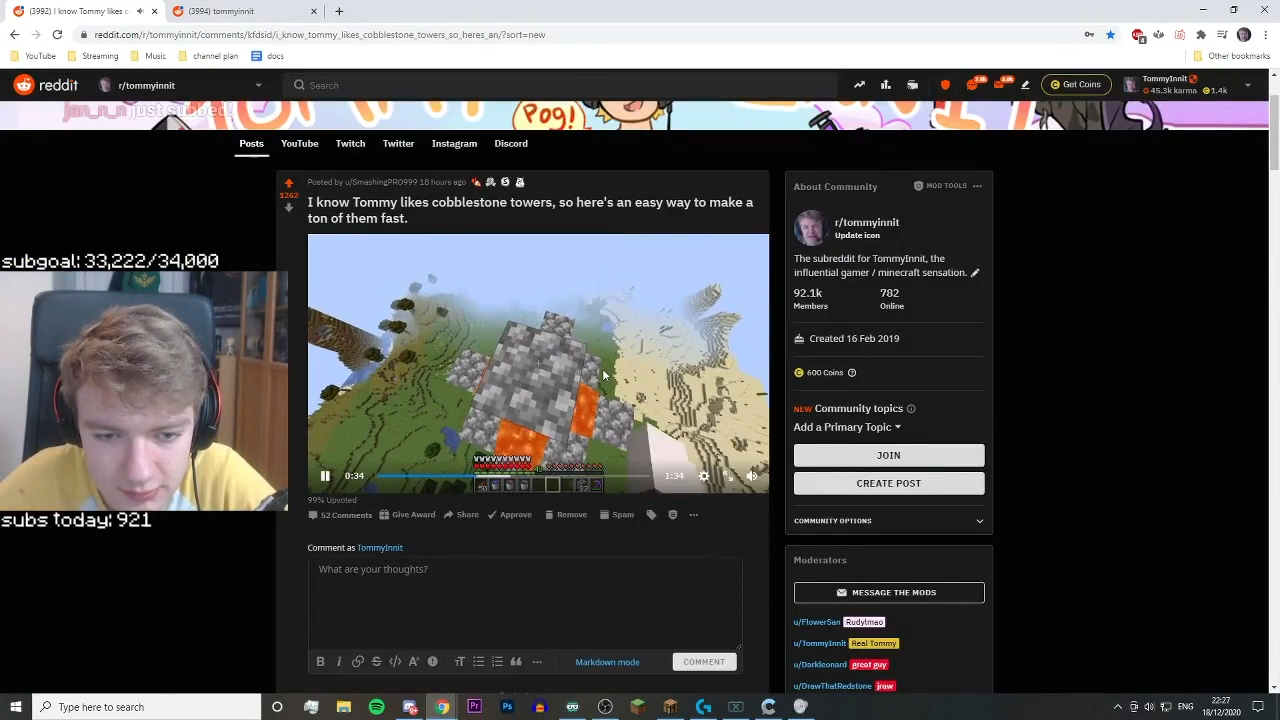 (3992) I know Tommy likes c
(3992) r/tommyinnit
reddit.com/r/tommyinnit/comments/kfdsid/i_know_tommy_likes_cobblestone_towers_so_heres_an/?sort=new
YouTube
Streaming
Music
channel plan
docs
Other bookmarks
reddit
r/tommyinnit
Search
2.8k
4.0k
Get Coins
TommyInnit
45.3k karma
1.4k
just subbed!
Pog!
Posts
YouTube
Twitch
Twitter
Instagram
Discord
1262
Posted by u/SmashingPRO999 18 hours ago
I know Tommy likes cobblestone towers, so here's an easy way to make a
ton of them fast.
0:34
1:34
99% Upvoted
52 Comments
Give Award
Share
Approve
Remove
Spam
Comment as TommyInnit
What are your thoughts?
Markdown mode
COMMENT
subgoal: 33,222/34,000
subs today: 921
About Community
MOD TOOLS
r/tommyinnit
Update icon
The subreddit for TommyInnit, the
influential gamer / minecraft sensation.
92.1k
782
Members
Online
Created 16 Feb 2019
600 Coins
NEW Community topics
Add a Primary Topic
JOIN
CREATE POST
COMMUNITY OPTIONS
Moderators
MESSAGE THE MODS
u/FlowerSan Rudylmao
u/TommyInnit Real Tommy
u/Darkleonard great guy
u/DrawThatRedstone jraw
Type here to search
22:27
18/12/2020